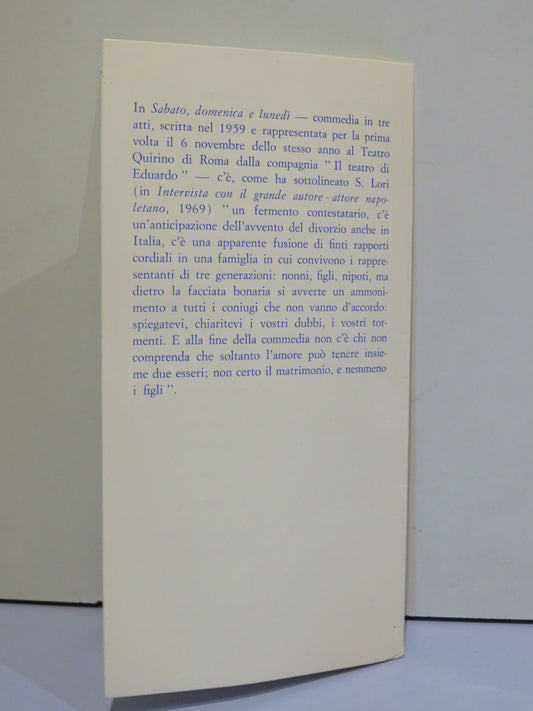 In Sabato, domenica e lunedì — commedia in tre
atti, scritta nel 1959 e rappresentata per la prima
volta il 6 novembre dello stesso anno al Teatro
Quirino di Roma dalla compagnia " Il teatro di
Eduardo " — c'è, come ha sottolineato S. Lori
(in Intervista con il grande autore - attore napo-
letano, 1969) " un fermento contestatario, c'è
un'anticipazione dell'avvento del divorzio anche in
Italia, c'è una apparente fusione di finti rapporti
cordiali in una famiglia in cui convivono i rappre-
sentanti di tre generazioni: nonni, figli, nipoti, ma
dietro la facciata bonaria si avverte un ammoni-
mento a tutti i coniugi che non vanno d'accordo:
spiegatevi, chiaritevi i vostri dubbi, i vostri tor-
menti. E alla fine della commedia non c'è chi non
comprenda che soltanto l'amore può tenere insie-
me due esseri; non certo il matrimonio, e nemmeno
i figli ".